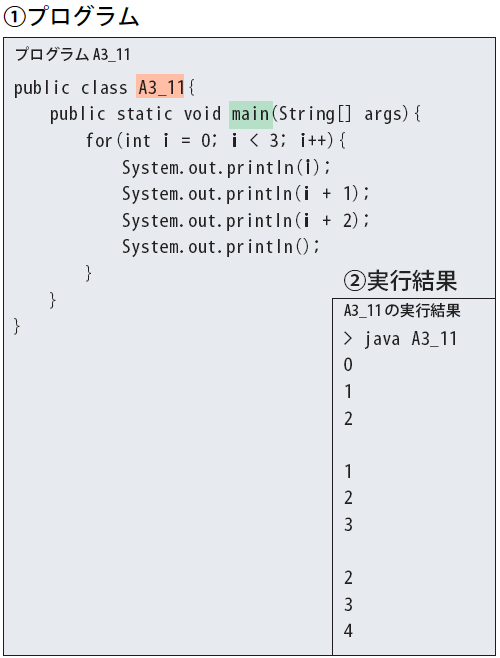 ①プログラム
プログラム A3_11
public class A3_11{
    public static void main(String[] args){
        for(int i = 0; i < 3; i++){
            System.out.println(i);
            System.out.println(i + 1);
            System.out.println(i + 2);
            System.out.println();
        }
    }
}
②実行結果
A3_11の実行結果
> java A3_11
0
1
2

1
2
3

2
3
4